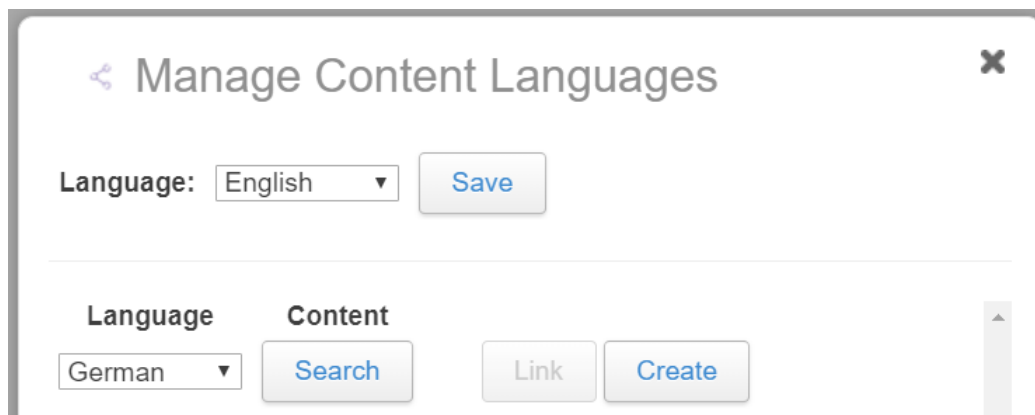 Manage Content Languages
Language: English Save
Language Content
German Search Link Create